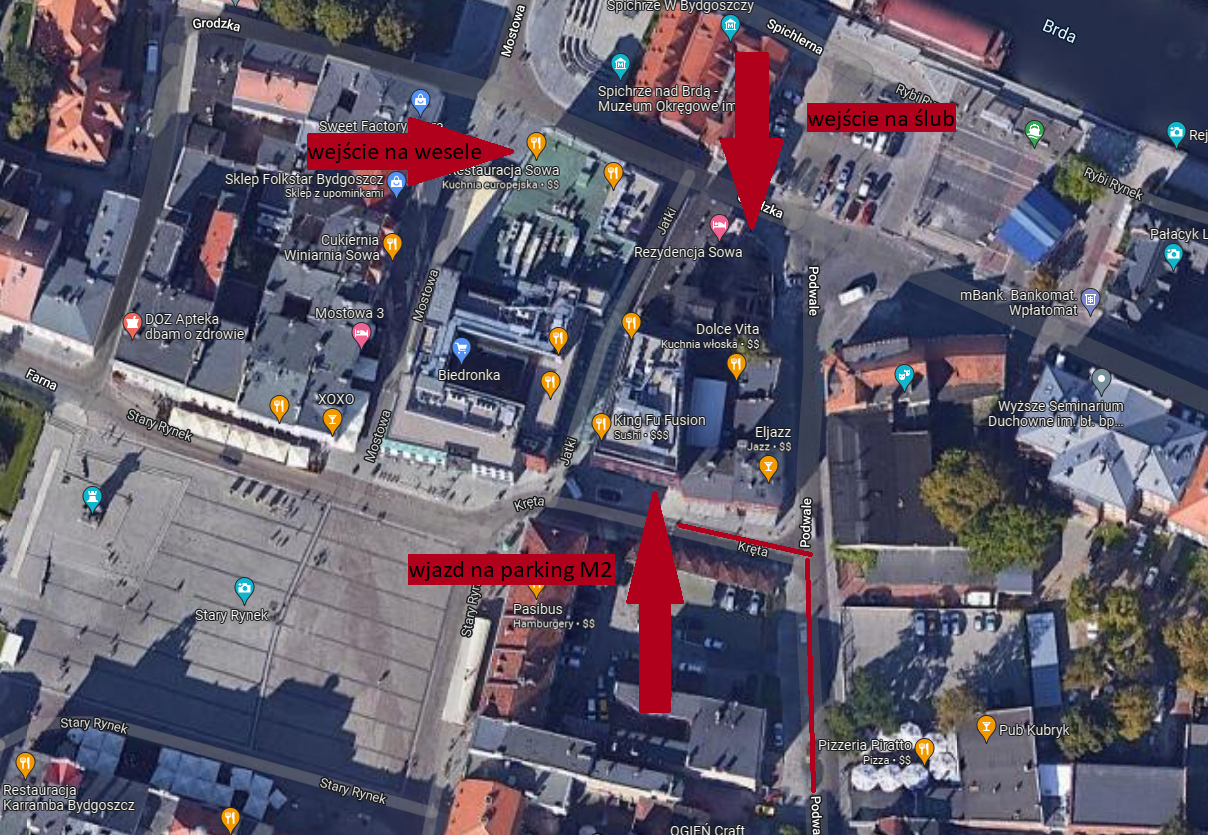 Spichrze W Bydgoszczy
Grodzka
Mostowa
Spichlerna
Brda
Spichrze nad Brdą -
Muzeum Okręgowe im
Rybi
wejście na ślub
Sweet Factory
wejście na wesele
Restauracja Sowa
Kuchnia europejska • $$
Sklep Folkstar Bydgoszcz
Sklep z upominkami
Rybi Rynek
Rej
Grodzka
Jatki
Cukiernia
Winiarnia Sowa
Rezydencja Sowa
Pałacyk L
Mostowa
Podwale
mBank. Bankomat.
Wpłatomat
DOZ Apteka
dbam o zdrowie
Mostowa 3
Dolce Vita
Kuchnia włoska • $$
Biedronka
Farna
XOXO
Stary Rynek
Mostowa
Jatki
King Fu Fusion
Sushi • $$$
Eljazz
Jazz • $$
Wyższe Seminarium
Duchowne im. bł. bp...
Kręta
Podwale
Kręta
wjazd na parking M2
Stary Rynek
Stary Ryn
Pasibus
Hamburgery • $$
Stary Rynek
Pub Kubryk
Pizzeria Piratto
Pizza • $$
Stary Rynek
Restauracja
Karramba Bydgoszcz
Podwa
OGIEŃ Craft